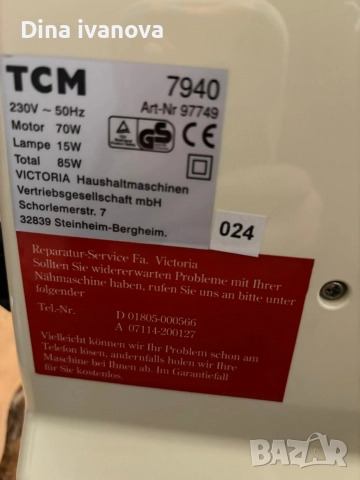 Dina ivanova
TCM 7940
230V ~ 50Hz Art-Nr 97749
Motor 70W
Lampe 15W
Total 85W
VICTORIA Haushaltmaschinen
Vertriebsgesellschaft mbH
Schorlemerstr. 7
32839 Steinheim-Bergheim.
024
Reparatur-Service Fa. Victoria
Sollten Sie widererwarten Probleme mit Ihrer
Nähmaschine haben, rufen Sie uns an bitte unter
folgender
Tel.-Nr. D 01805-000566
A 07114-200127
Vielleicht können wir Ihr Problem schon am
Telefon lösen, andernfalls holen wir Ihre
Maschine bei Ihnen ab. Im Garantiefall
für Sie kostenlos.
bazar